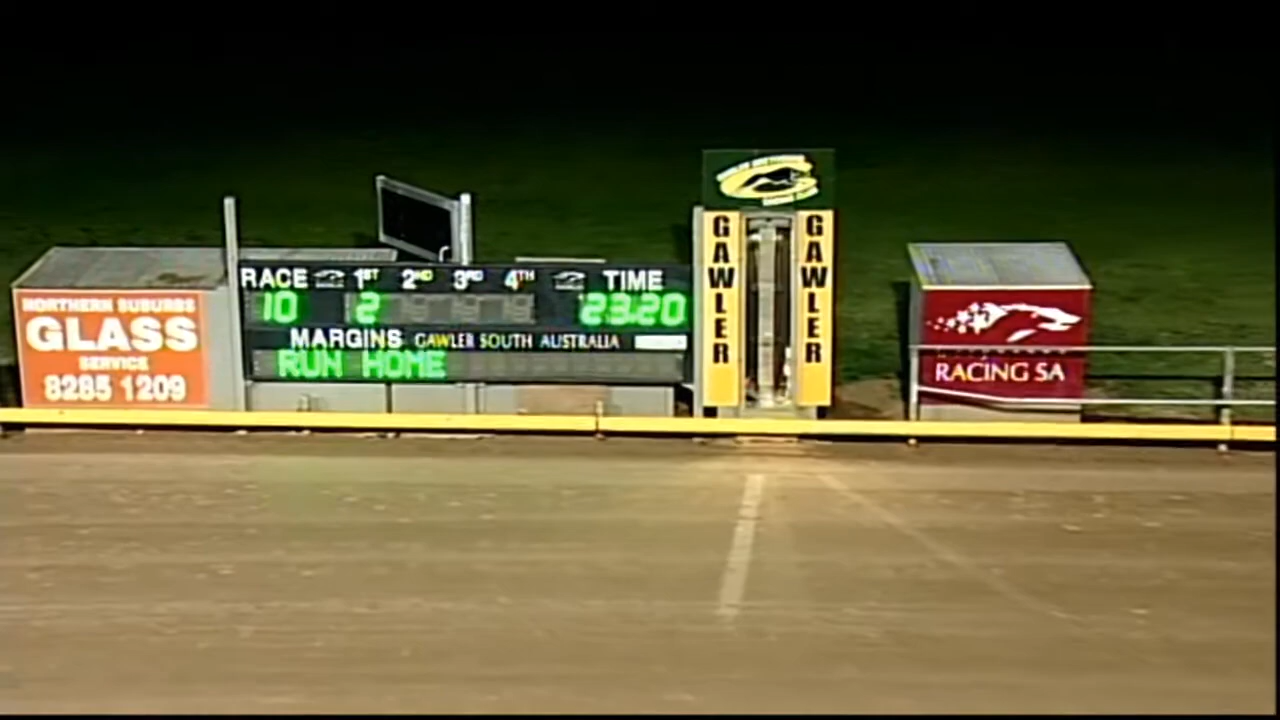 NORTHERN SUBURBS
GLASS
SERVICE
8285 1209
RACE 1ST 2ND 3RD 4TH TIME
10 2 23.20
MARGINS GAWLER SOUTH AUSTRALIA
RUN HOME
GAWLER
GAWLER
RACING SA